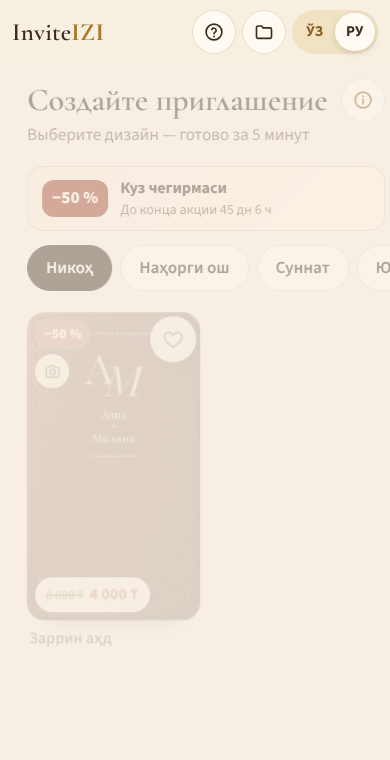 InviteIZI
ЎЗ
РУ
Создайте приглашение
Выберите дизайн — готово за 5 минут
−50 %
Куз чегирмаси
До конца акции 45 дн 6 ч
Никоҳ
Наҳорги ош
Суннат
−50 %
AM
Азиз
&
Малика
8 000 ₸ 4 000 ₸
Заррин аҳд